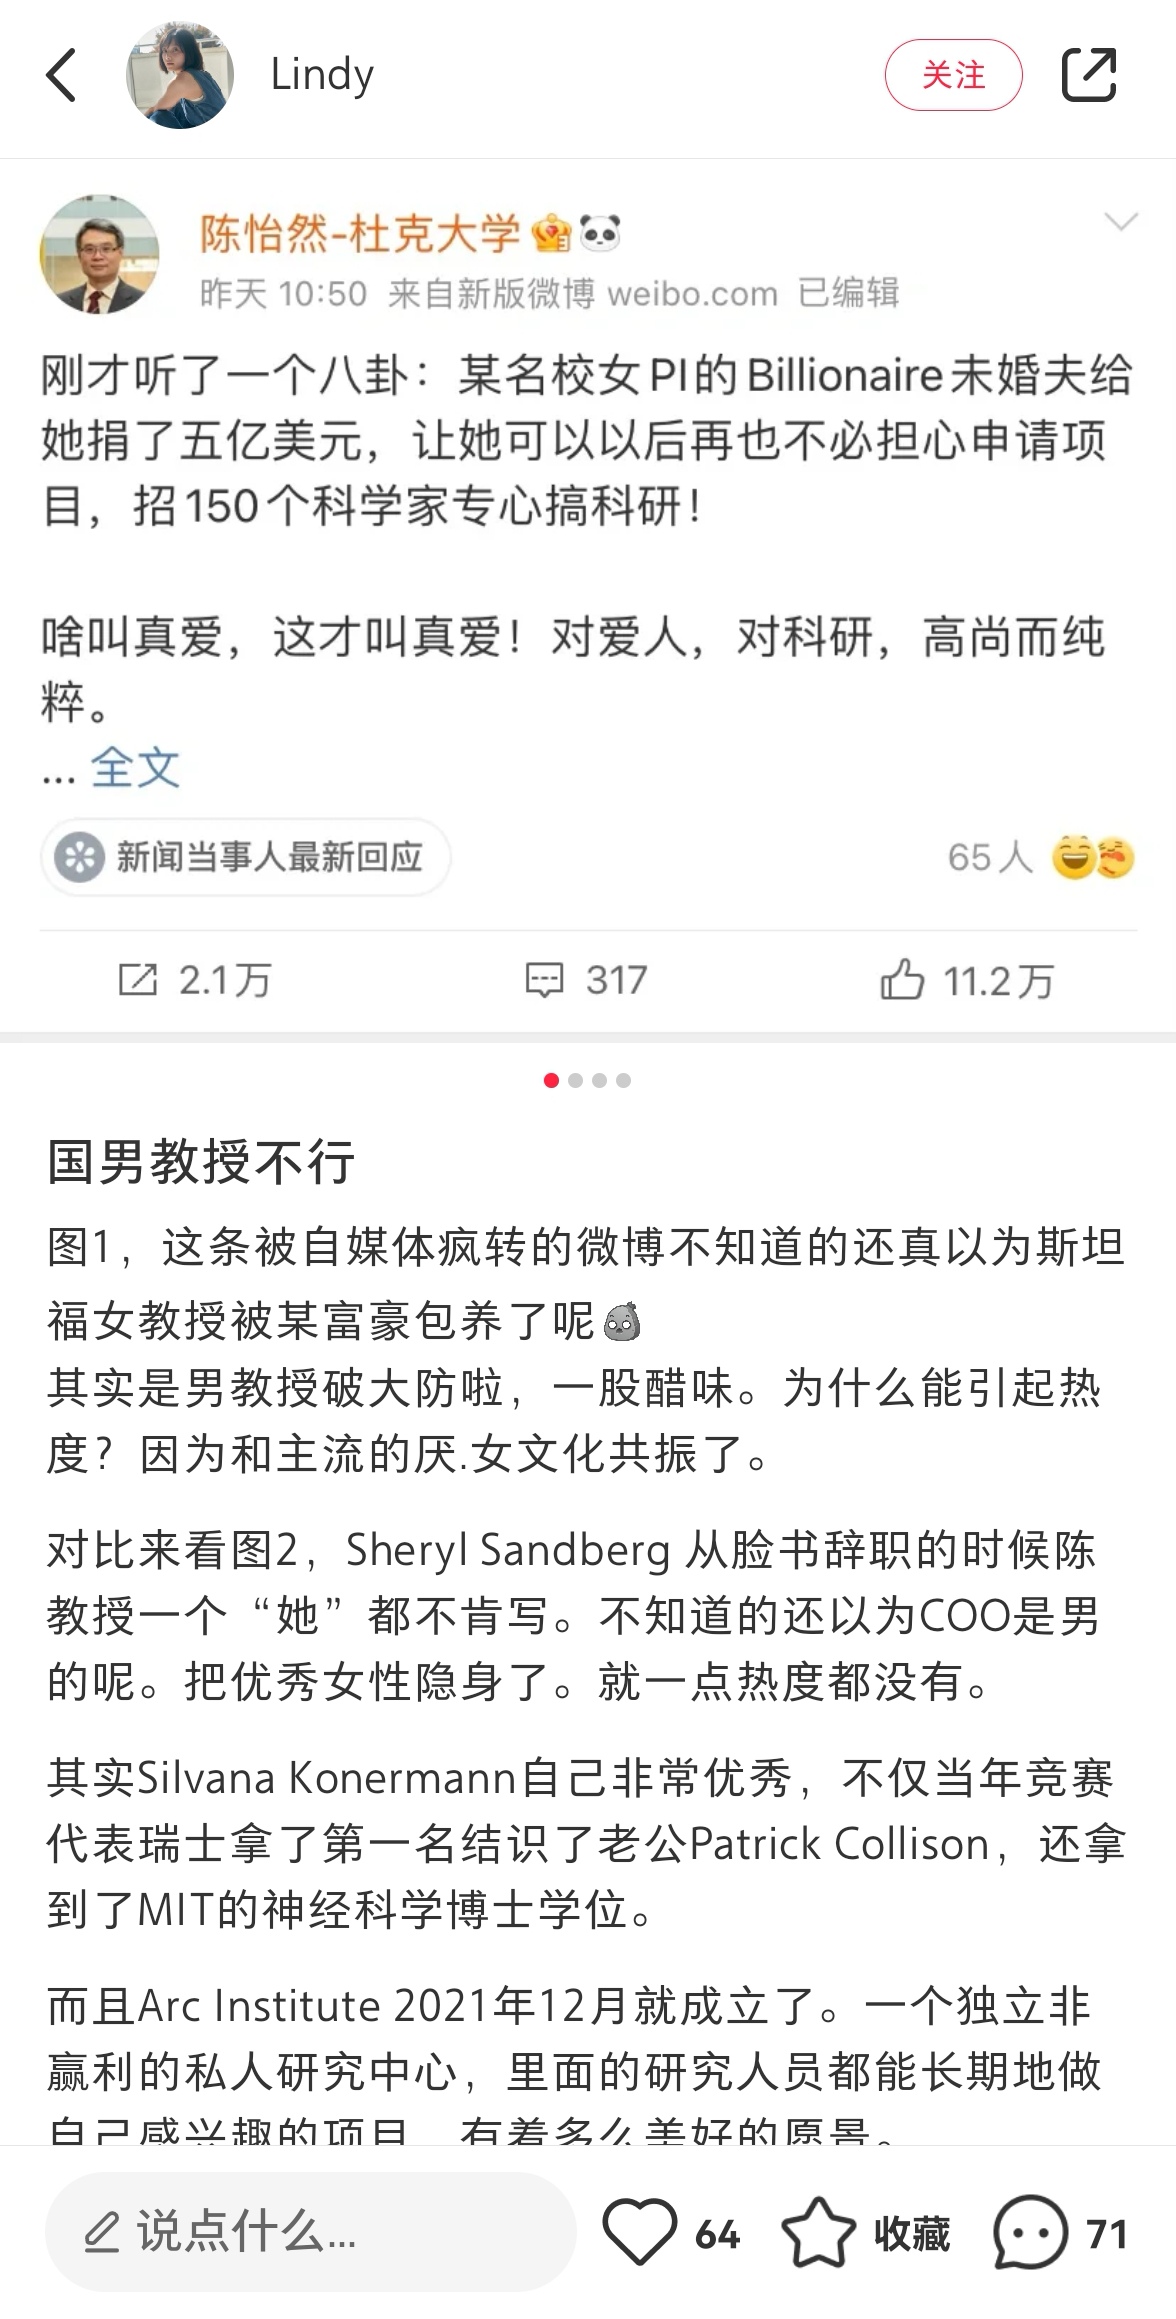 Lindy
关注
陈怡然-杜克大学
昨天 10:50 来自新版微博 weibo.com 已编辑
刚才听了一个八卦：某名校女PI的Billionaire未婚夫给
她捐了五亿美元，让她可以以后再也不必担心申请项
目，招150个科学家专心搞科研！
啥叫真爱，这才叫真爱！对爱人，对科研，高尚而纯
粹。
... 全文
新闻当事人最新回应
65人
2.1万
317
11.2万
国男教授不行
图1，这条被自媒体疯转的微博不知道的还真以为斯坦
福女教授被某富豪包养了呢
其实是男教授破大防啦，一股醋味。为什么能引起热
度？因为和主流的厌.女文化共振了。
对比来看图2，Sheryl Sandberg 从脸书辞职的时候陈
教授一个“她”都不肯写。不知道的还以为COO是男
的呢。把优秀女性隐身了。就一点热度都没有。
其实Silvana Konermann自己非常优秀，不仅当年竞赛
代表瑞士拿了第一名结识了老公Patrick Collison，还拿
到了MIT的神经科学博士学位。
而且Arc Institute 2021年12月就成立了。一个独立非
赢利的私人研究中心，里面的研究人员都能长期地做
自己感兴趣的项目，有着多么美好的愿景。
说点什么...
64
收藏
71